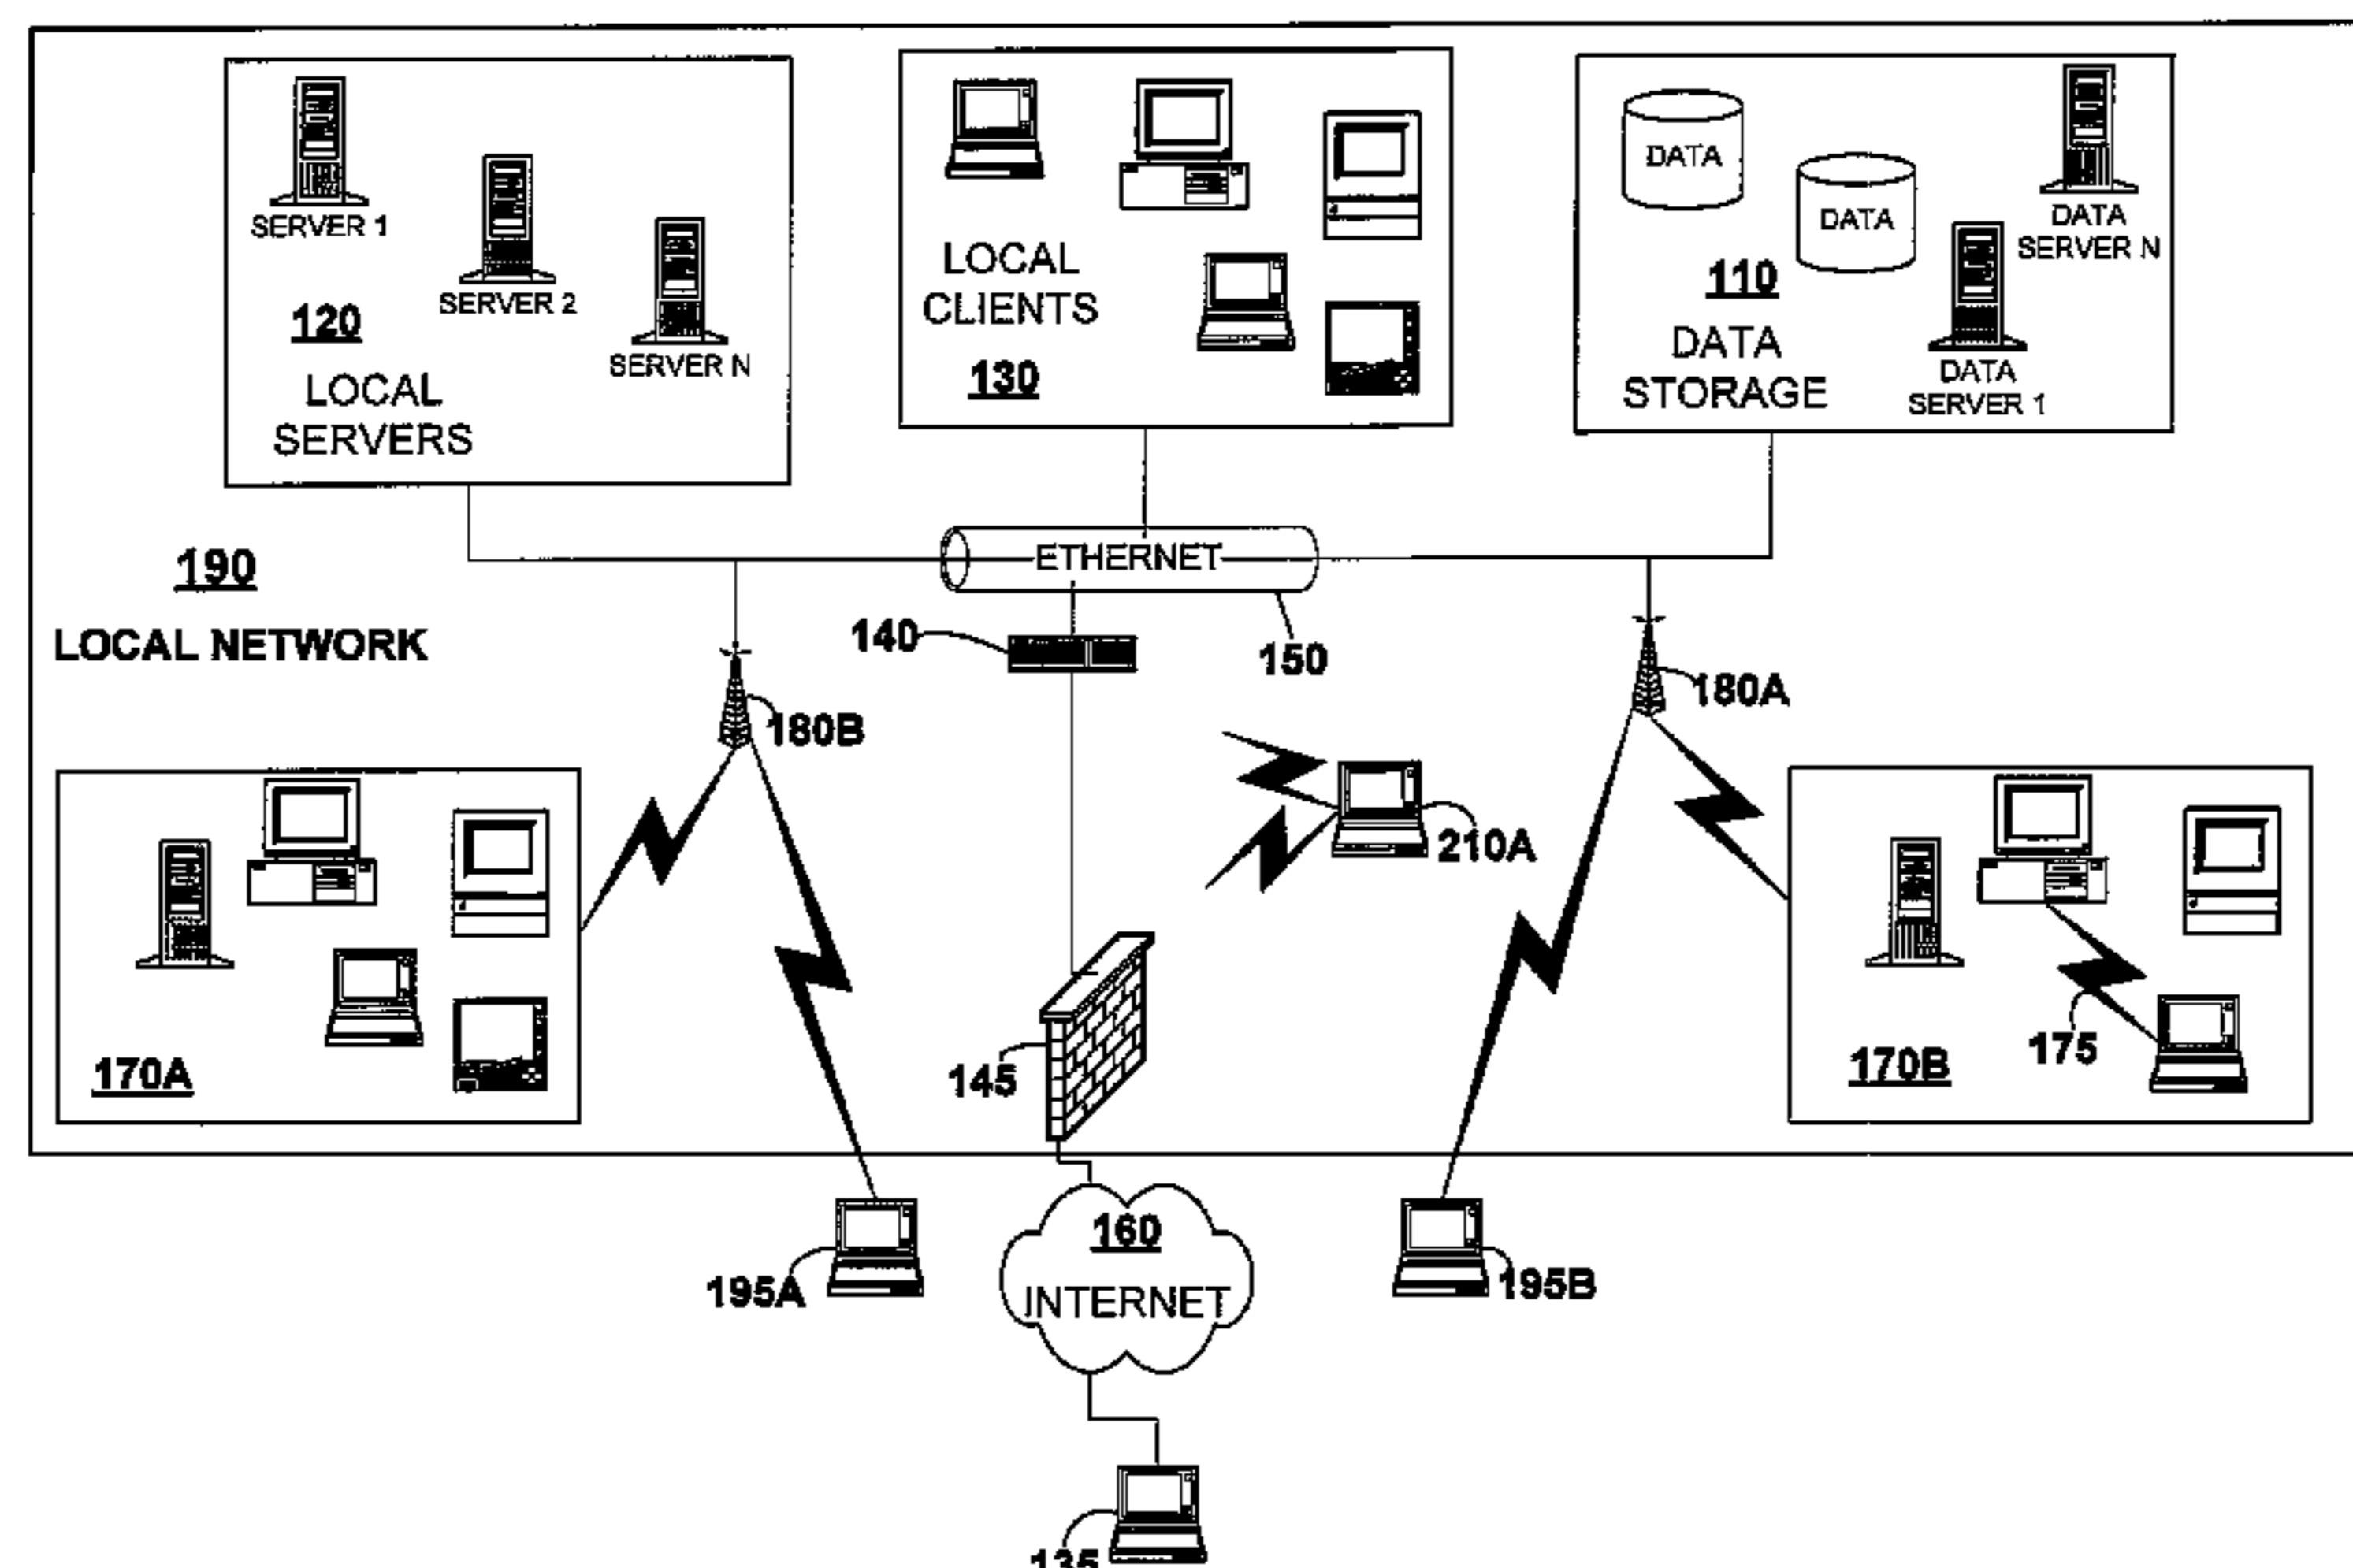 SERVER 1
SERVER 2
SERVER N
120
LOCAL
SERVERS
LOCAL
CLIENTS
130
DATA
DATA
DATA
SERVER N
110
DATA
STORAGE
DATA
SERVER 1
190
LOCAL NETWORK
ETHERNET
140
150
180B
180A
210A
170A
145
175
170B
195A
160
INTERNET
195B
135